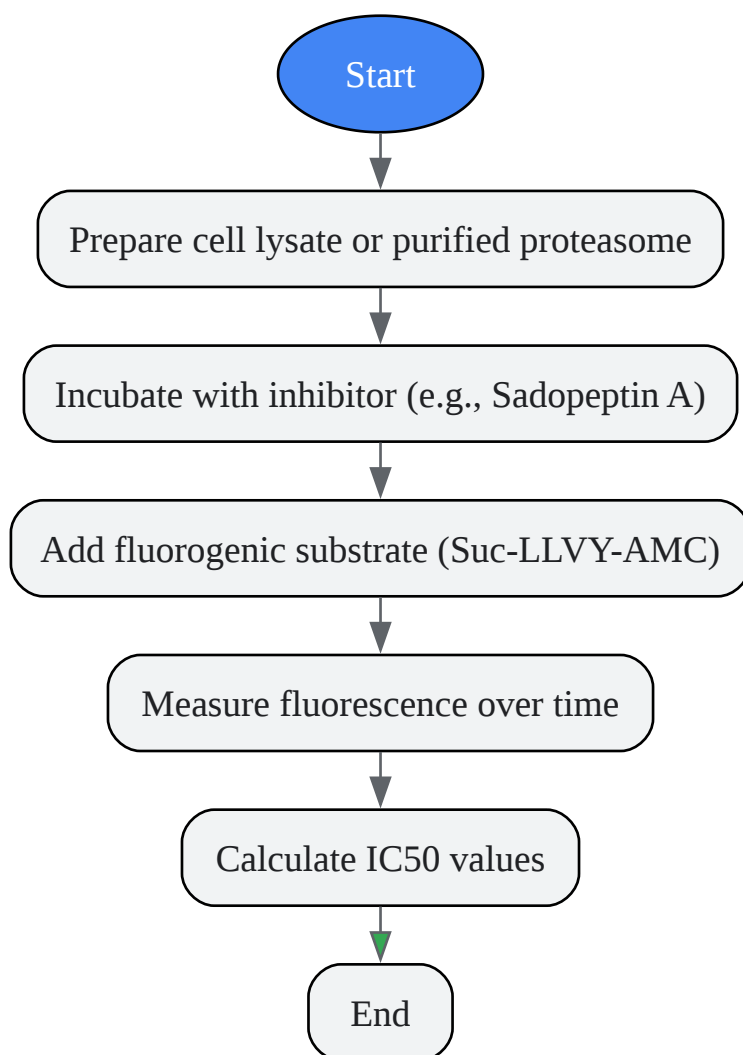 Start
Prepare cell lysate or purified proteasome
Incubate with inhibitor (e.g., Sadopeptin A)
Add fluorogenic substrate (Suc-LLVY-AMC)
Measure fluorescence over time
Calculate IC50 values
End